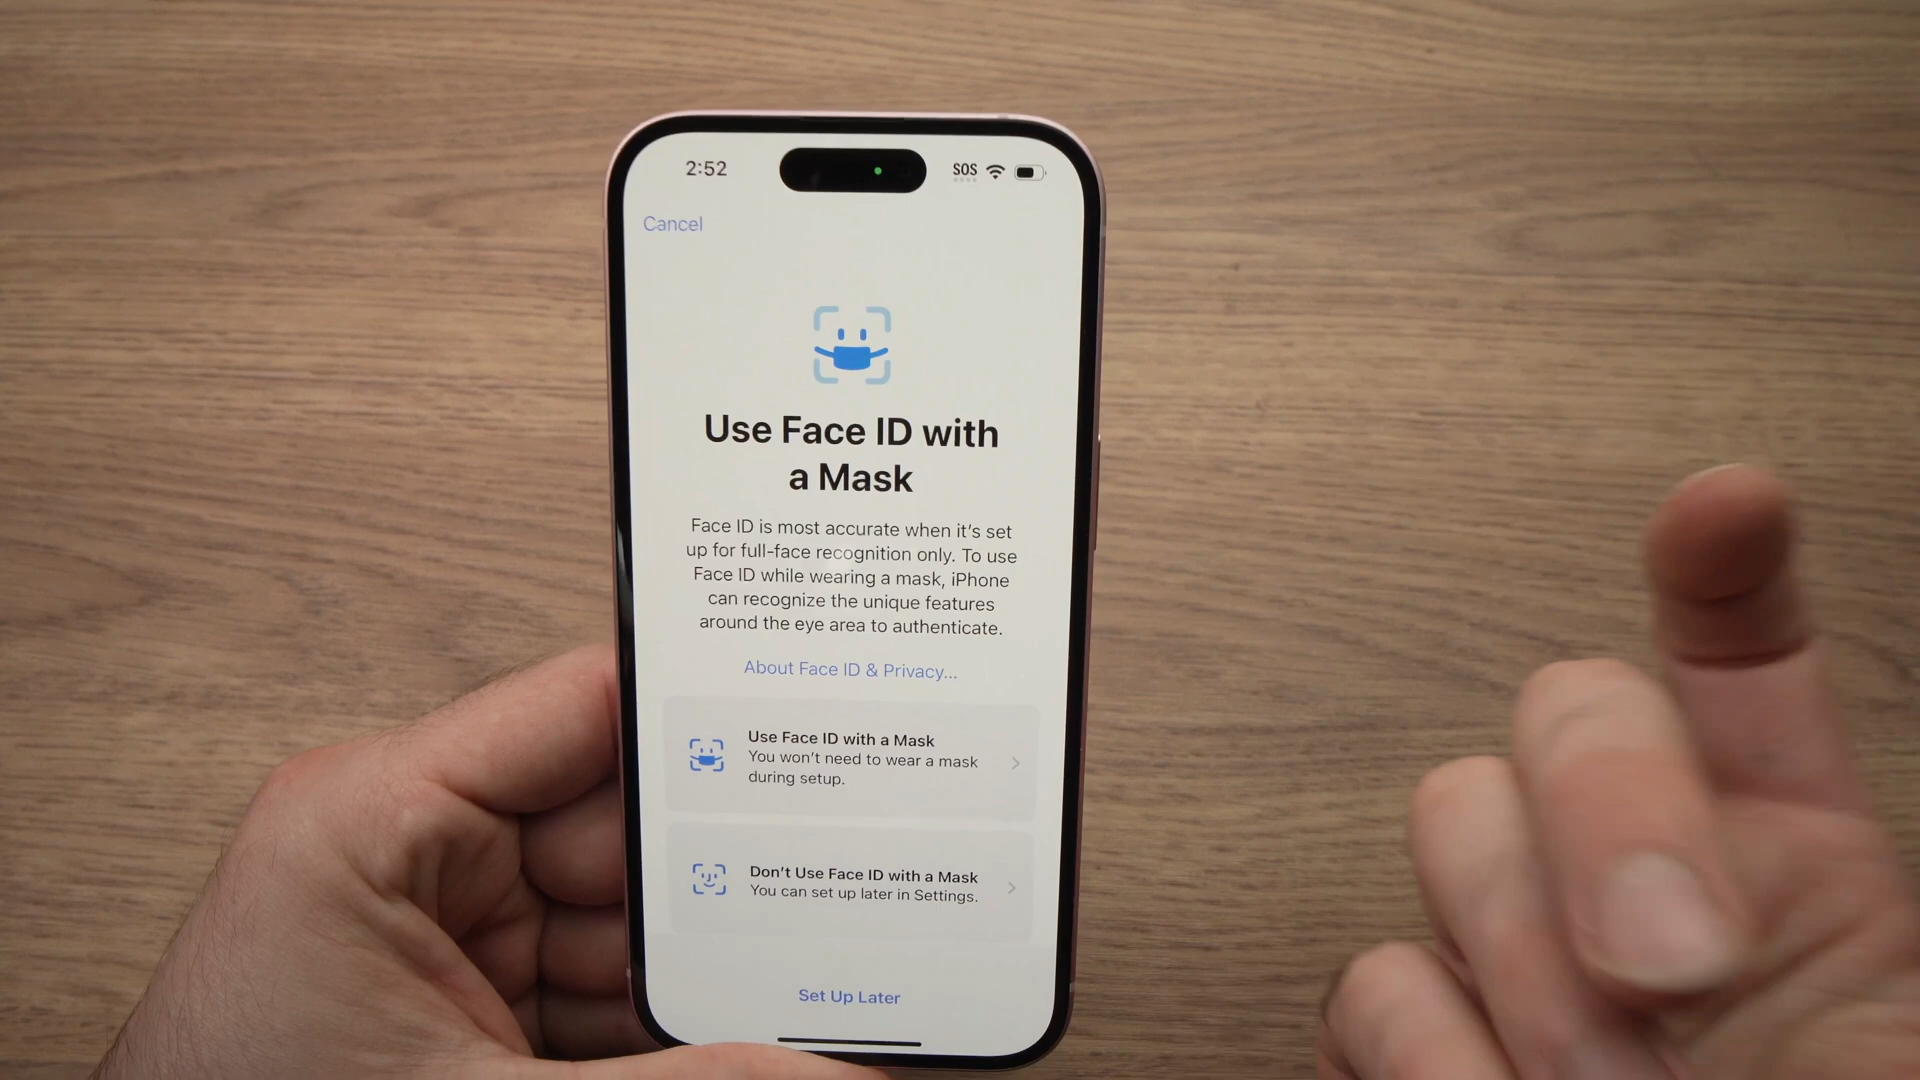 2:52
SOS
Cancel
Use Face ID with
a Mask
Face ID is most accurate when it's set
up for full-face recognition only. To use
Face ID while wearing a mask, iPhone
can recognize the unique features
around the eye area to authenticate.
About Face ID & Privacy...
Use Face ID with a Mask
You won't need to wear a mask
during setup.
Don't Use Face ID with a Mask
You can set up later in Settings.
Set Up Later